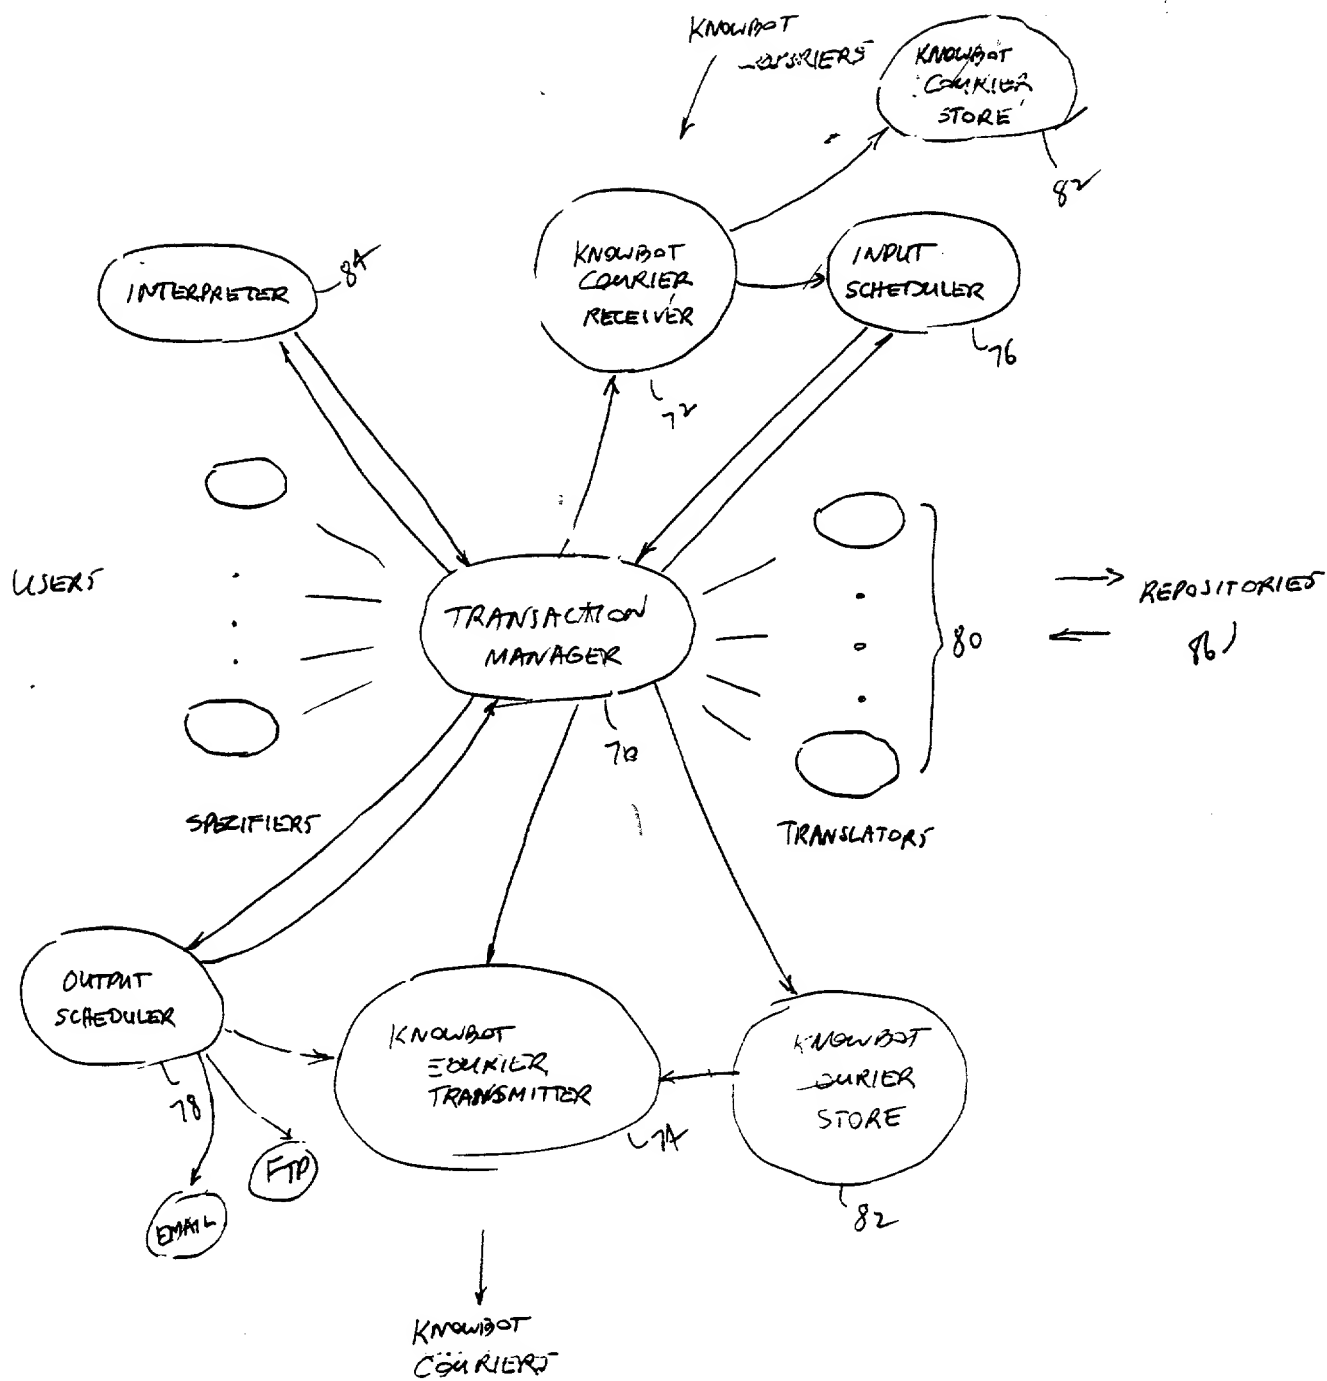 KNOWBOT
COURIERS
KNOWBOT
COURIER
STORE
82
KNOWBOT
COURIER
RECEIVER
72
INPUT
SCHEDULER
76
INTERPRETER
84
USERS
TRANSACTION
MANAGER
70
80
REPOSITORIES
86
SPECIFIERS
TRANSLATORS
OUTPUT
SCHEDULER
78
KNOWBOT
COURIER
TRANSMITTER
74
KNOWBOT
COURIER
STORE
82
FTP
EMAIL
KNOWBOT
COURIERS